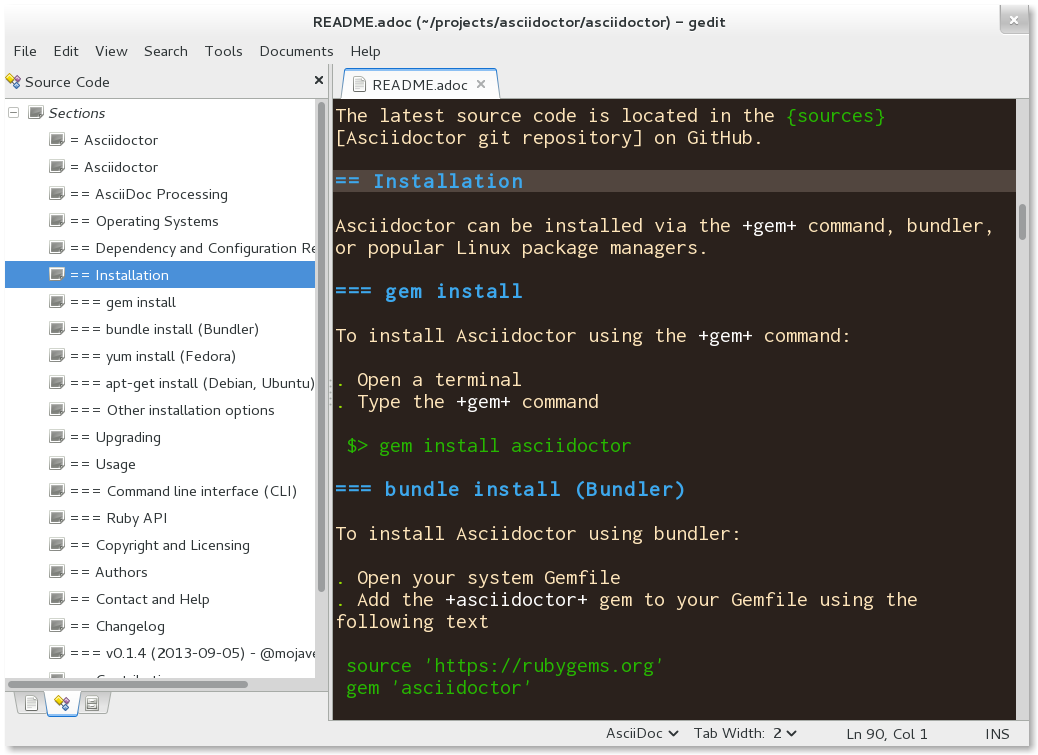 README.adoc (~/projects/asciidoctor/asciidoctor) – gedit
File Edit View Search Tools Documents Help
Source Code
Sections
= Asciidoctor
= Asciidoctor
== AsciiDoc Processing
== Operating Systems
== Dependency and Configuration Re
== Installation
=== gem install
=== bundle install (Bundler)
=== yum install (Fedora)
=== apt-get install (Debian, Ubuntu)
=== Other installation options
== Upgrading
== Usage
=== Command line interface (CLI)
=== Ruby API
== Copyright and Licensing
== Authors
== Contact and Help
== Changelog
=== v0.1.4 (2013-09-05) - @mojave
README.adoc
The latest source code is located in the {sources}
[Asciidoctor git repository] on GitHub.
== Installation
Asciidoctor can be installed via the +gem+ command, bundler,
or popular Linux package managers.
=== gem install
To install Asciidoctor using the +gem+ command:
. Open a terminal
. Type the +gem+ command
$> gem install asciidoctor
=== bundle install (Bundler)
To install Asciidoctor using bundler:
. Open your system Gemfile
. Add the +asciidoctor+ gem to your Gemfile using the
following text
source 'https://rubygems.org'
gem 'asciidoctor'
AsciiDoc Tab Width: 2 Ln 90, Col 1 INS